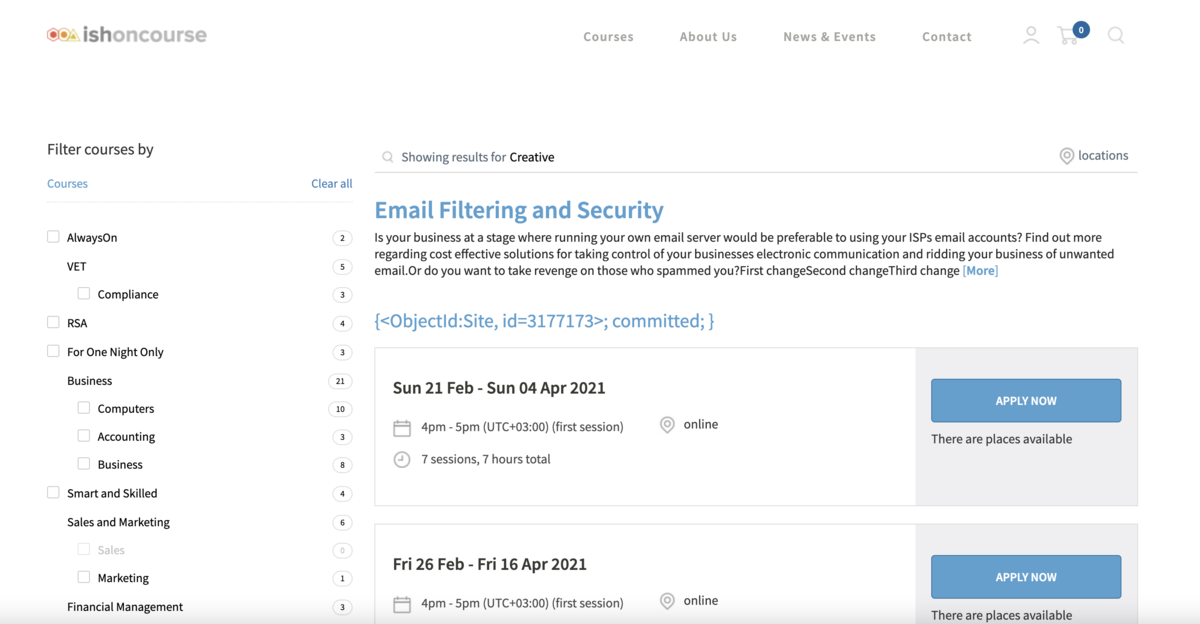 ishoncourse
Courses About Us News & Events Contact 0
Filter courses by
Courses Clear all
AlwaysOn 2
VET 5
Compliance 3
RSA 4
For One Night Only 3
Business 21
Computers 10
Accounting 3
Business 8
Smart and Skilled 4
Sales and Marketing 6
Sales 0
Marketing 1
Financial Management 3
Showing results for Creative
locations
Email Filtering and Security
Is your business at a stage where running your own email server would be preferable to using your ISPs email accounts? Find out more
regarding cost effective solutions for taking control of your businesses electronic communication and ridding your business of unwanted
email.Or do you want to take revenge on those who spammed you?First changeSecond changeThird change [More]
{<ObjectId:Site, id=3177173>; committed; }
Sun 21 Feb - Sun 04 Apr 2021
4pm - 5pm (UTC+03:00) (first session) online
7 sessions, 7 hours total
APPLY NOW
There are places available
Fri 26 Feb - Fri 16 Apr 2021
4pm - 5pm (UTC+03:00) (first session) online
APPLY NOW
There are places available